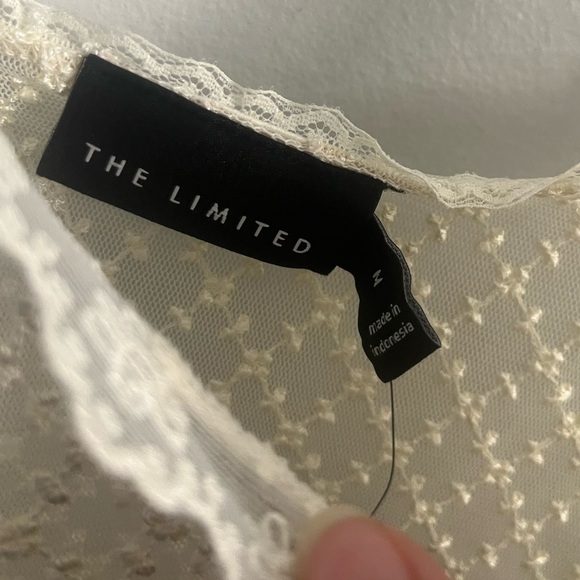 THE LIMITED
M
made in
indonesia